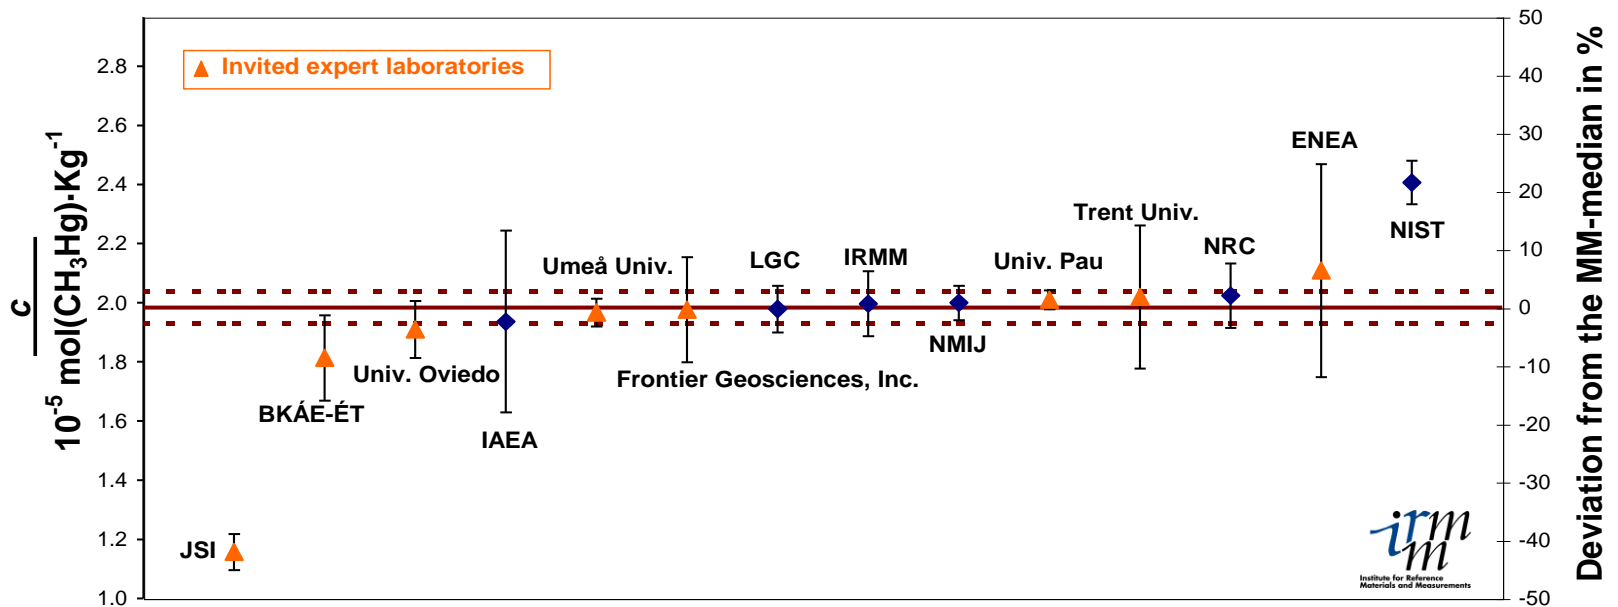 Invited expert laboratories
c
10⁻⁵ mol(CH₃Hg)·Kg⁻¹
2.8
2.6
2.4
2.2
2.0
1.8
1.6
1.4
1.2
1.0
JSI
BKÁE-ÉT
Univ. Oviedo
IAEA
Umeå Univ.
Frontier Geosciences, Inc.
LGC
IRMM
NMIJ
Univ. Pau
Trent Univ.
NRC
ENEA
NIST
50
40
30
20
10
0
-10
-20
-30
-40
-50
Deviation from the MM-median in %
irmm
Institute for Reference
Materials and Measurements